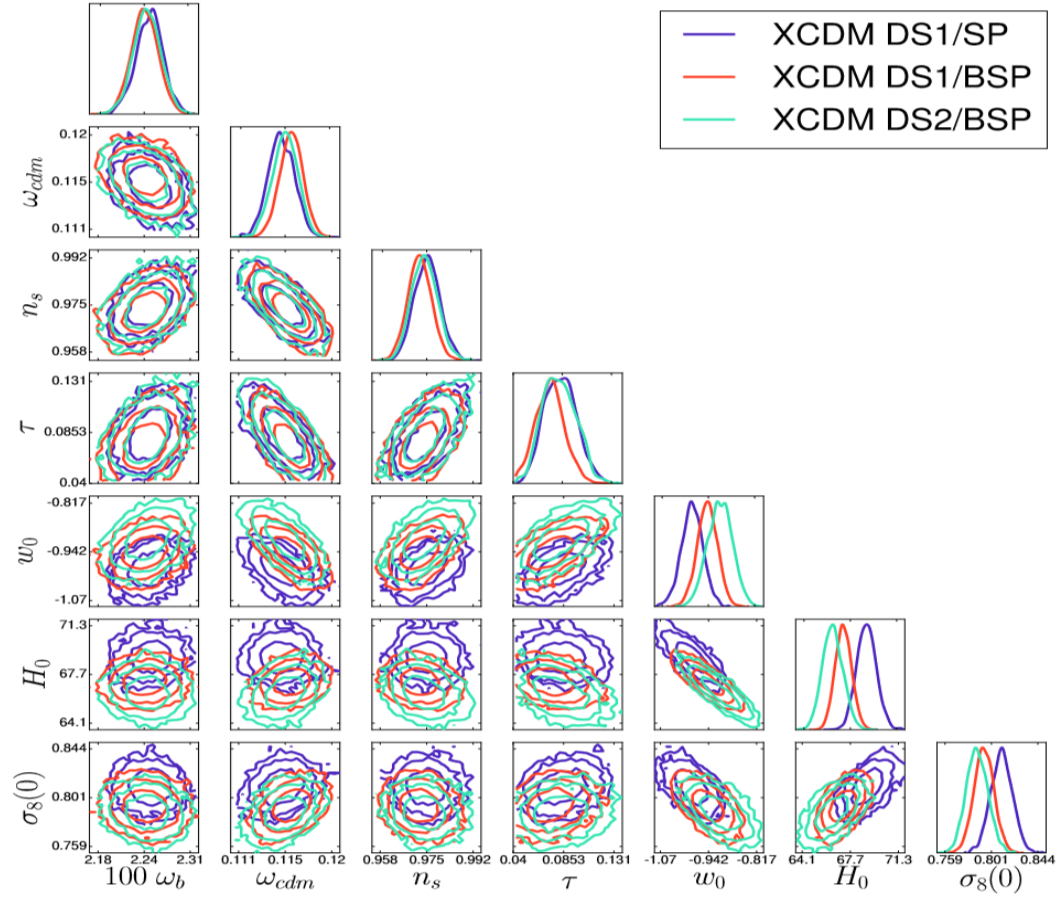 XCDM DS1/SP
XCDM DS1/BSP
XCDM DS2/BSP
ω_cdm
0.12
0.115
0.111
n_s
0.992
0.975
0.958
τ
0.131
0.0853
0.04
w_0
-0.817
-0.942
-1.07
H_0
71.3
67.7
64.1
σ_8(0)
0.844
0.801
0.759
2.18 2.24 2.31
0.111 0.115 0.12
0.958 0.975 0.992
0.04 0.0853 0.131
-1.07 -0.942 -0.817
64.1 67.7 71.3
0.759 0.801 0.844
100 ω_b
ω_cdm
n_s
τ
w_0
H_0
σ_8(0)